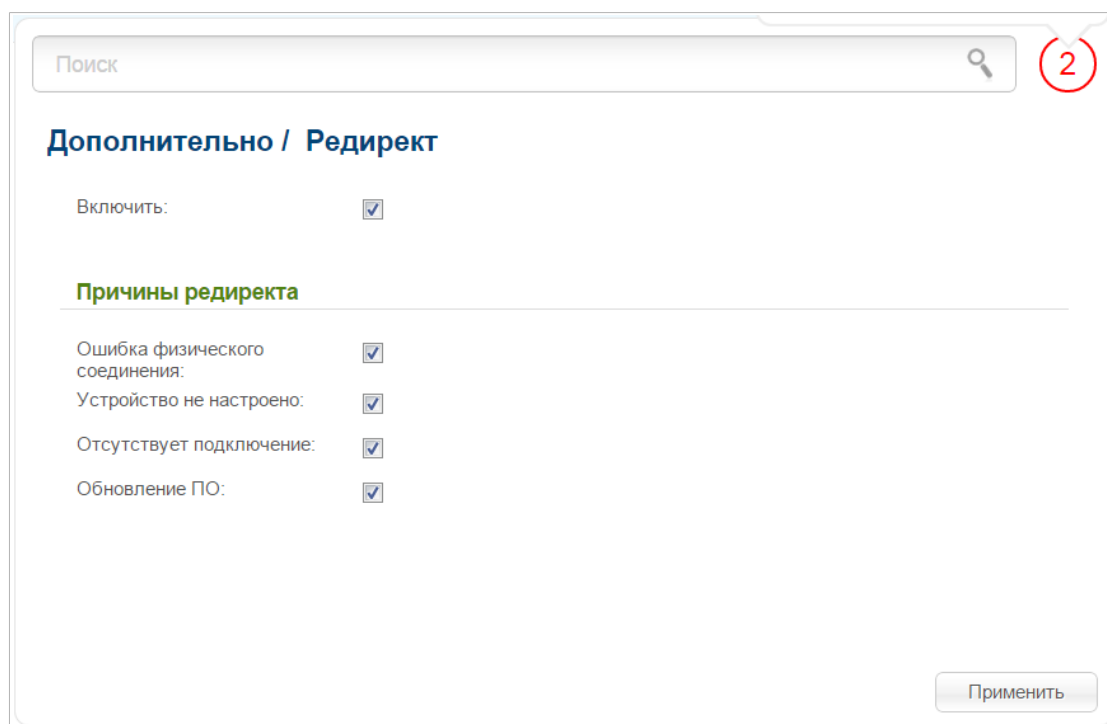 Поиск
2
Дополнительно / Редирект
Включить:
Причины редиректа
Ошибка физического
соединения:
Устройство не настроено:
Отсутствует подключение:
Обновление ПО:
Применить